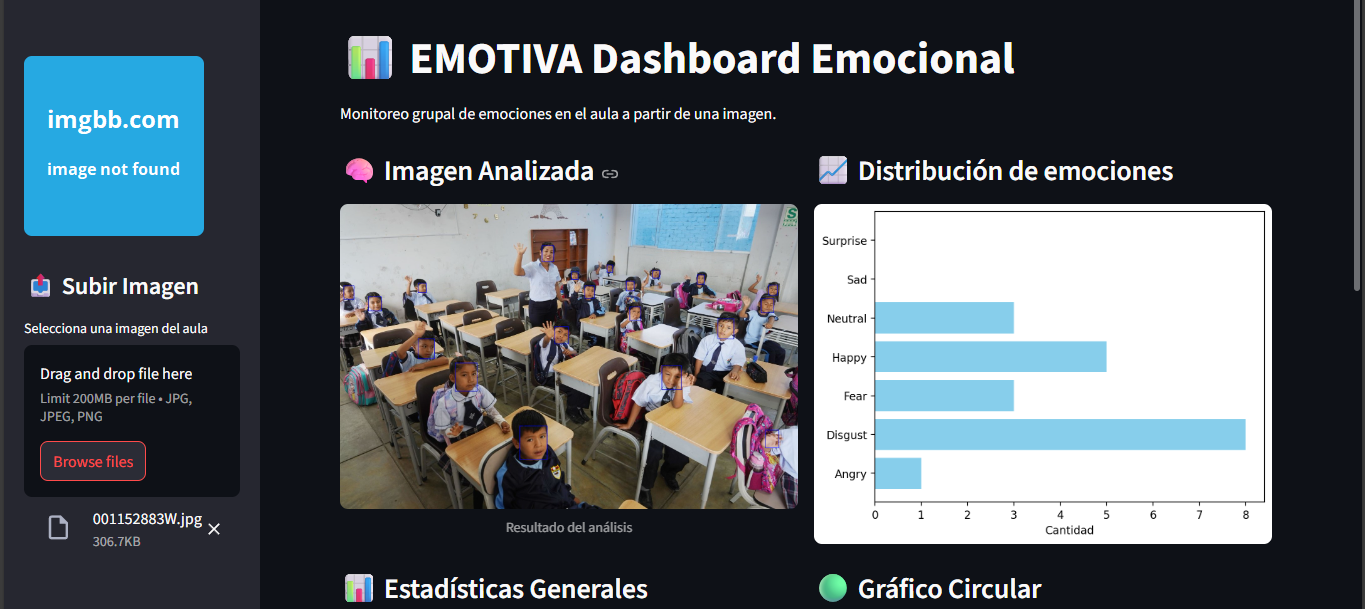 imgbb.com
image not found
Subir Imagen
Selecciona una imagen del aula
Drag and drop file here
Limit 200MB per file • JPG,
JPEG, PNG
Browse files
001152883W.jpg
306.7KB
EMOTIVA Dashboard Emocional
Monitoreo grupal de emociones en el aula a partir de una imagen.
Imagen Analizada
S
Resultado del análisis
Distribución de emociones
Surprise
Sad
Neutral
Happy
Fear
Disgust
Angry
0 1 2 3 4 5 6 7 8
Cantidad
Estadísticas Generales
Gráfico Circular